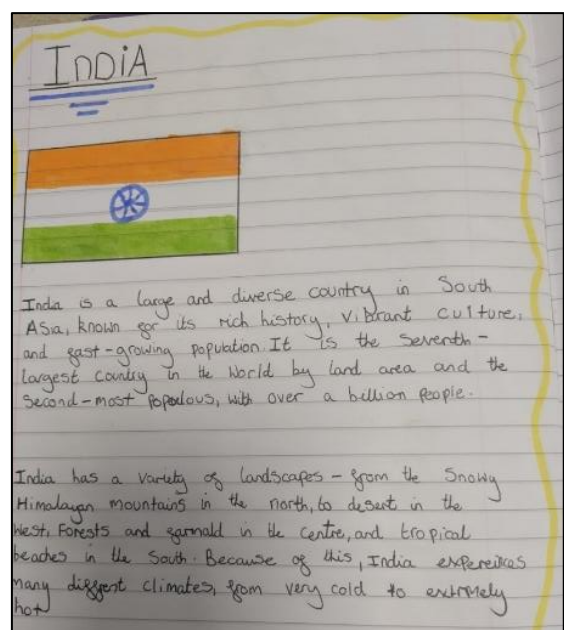 INDIA
India is a large and diverse country in South
Asia, known for its rich history, vibrant culture,
and fast-growing population. It is the seventh-
largest country in the world by land area and the
second-most populous, with over a billion people.
India has a variety of landscapes - from the snowy
Himalayan mountains in the north, to desert in the
west, Forests and farmald in the centre, and tropical
beaches in the south. Because of this, India expereinces
many diffrent climates, from very cold to extrmely
hot